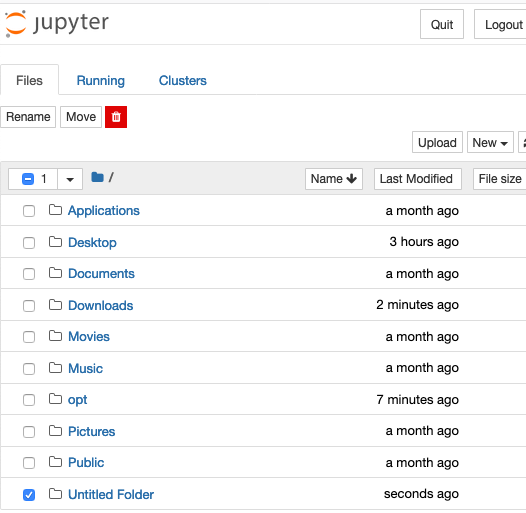 jupyter Quit Logout
Files Running Clusters
Rename Move
Upload New
1 / Name Last Modified File size
Applications a month ago
Desktop 3 hours ago
Documents a month ago
Downloads 2 minutes ago
Movies a month ago
Music a month ago
opt 7 minutes ago
Pictures a month ago
Public a month ago
Untitled Folder seconds ago